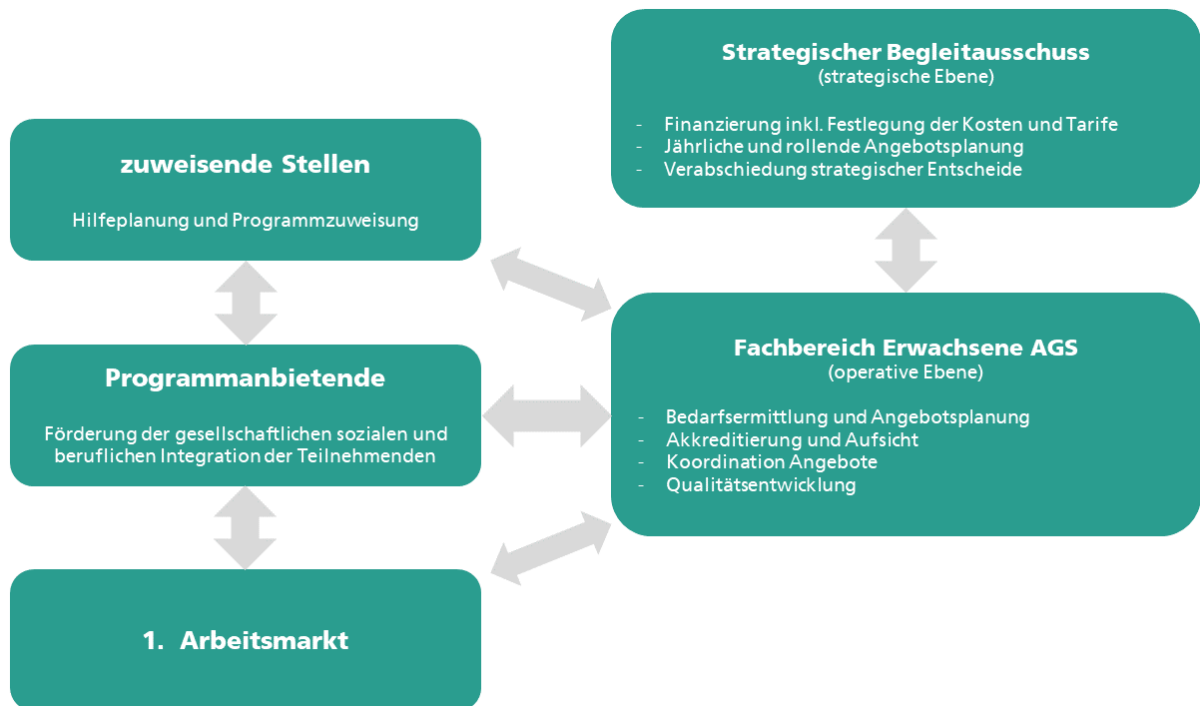 Strategischer Begleitausschuss
(strategische Ebene)
- Finanzierung inkl. Festlegung der Kosten und Tarife
- Jährliche und rollende Angebotsplanung
- Verabschiedung strategischer Entscheide
zuweisende Stellen
Hilfeplanung und Programmzuweisung
Fachbereich Erwachsene AGS
(operative Ebene)
- Bedarfsermittlung und Angebotsplanung
- Akkreditierung und Aufsicht
- Koordination Angebote
- Qualitätsentwicklung
Programmanbietende
Förderung der gesellschaftlichen sozialen und
beruflichen Integration der Teilnehmenden
1. Arbeitsmarkt